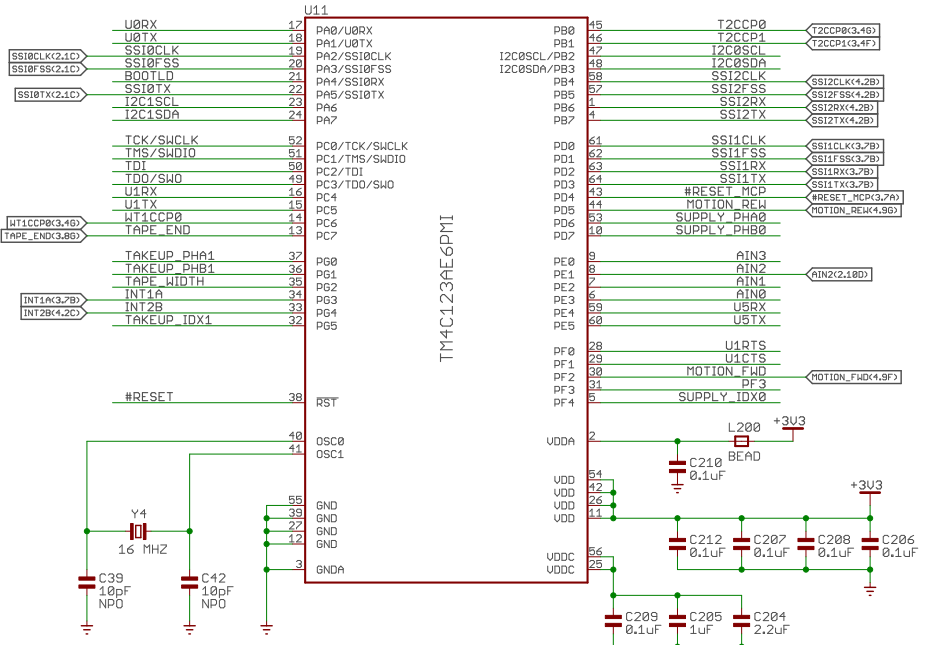 U11
U0RX 17 PA0/U0RX PB0 45 T2CCP0 T2CCP0(3.4G)
U0TX 18 PA1/U0TX PB1 46 T2CCP1 T2CCP1(3.4F)
SSI0CLK(2.1C) SSI0CLK 19 PA2/SSI0CLK I2C0SCL/PB2 47 I2C0SCL
SSI0FSS(2.1C) SSI0FSS 20 PA3/SSI0FSS I2C0SDA/PB3 48 I2C0SDA
BOOTLD 21 PA4/SSI0RX PB4 58 SSI2CLK SSI2CLK(4.2B)
SSI0TX(2.1C) SSI0TX 22 PA5/SSI0TX PB5 57 SSI2FSS SSI2FSS(4.2B)
I2C1SCL 23 PA6 PB6 1 SSI2RX SSI2RX(4.2B)
I2C1SDA 24 PA7 PB7 4 SSI2TX SSI2TX(4.2B)
TCK/SWCLK 52 PC0/TCK/SWCLK PD0 61 SSI1CLK SSI1CLK(3.7B)
TMS/SWDIO 51 PC1/TMS/SWDIO PD1 62 SSI1FSS SSI1FSS(3.7B)
TDI 50 PC2/TDI PD2 63 SSI1RX SSI1RX(3.7B)
TDO/SWO 49 PC3/TDO/SWO PD3 64 SSI1TX SSI1TX(3.7B)
U1RX 16 PC4 PD4 43 #RESET_MCP #RESET_MCP(3.7A)
U1TX 15 PC5 PD5 44 MOTION_REW MOTION_REW(4.9G)
WT1CCP0(3.4G) WT1CCP0 14 PC6 PD6 53 SUPPLY_PHA0
TAPE_END(3.8G) TAPE_END 13 PC7 PD7 10 SUPPLY_PHB0
TM4C123AE6PMI
TAKEUP_PHA1 37 PG0 PE0 9 AIN3
TAKEUP_PHB1 36 PG1 PE1 8 AIN2 AIN2(2.10D)
TAPE_WIDTH 35 PG2 PE2 7 AIN1
INT1A(3.7B) INT1A 34 PG3 PE3 6 AIN0
INT2B(4.2C) INT2B 33 PG4 PE4 59 U5RX
TAKEUP_IDX1 32 PG5 PE5 60 U5TX
PF0 28 U1RTS
PF1 29 U1CTS
PF2 30 MOTION_FWD MOTION_FWD(4.9F)
PF3 31 PF3
#RESET 38 RST PF4 5 SUPPLY_IDX0
L200 +3V3
40 OSC0 VDDA 2
41 OSC1 BEAD
C210
0.1uF
VDD 54
VDD 42 +3V3
55 GND VDD 26
39 GND VDD 11
27 GND
12 GND
Y4
16 MHZ
C212 C207 C208 C206
0.1uF 0.1uF 0.1uF 0.1uF
VDDC 56
3 GNDA VDDC 25
C39 C42
10pF 10pF
NPO NPO
C209 C205 C204
0.1uF 1uF 2.2uF